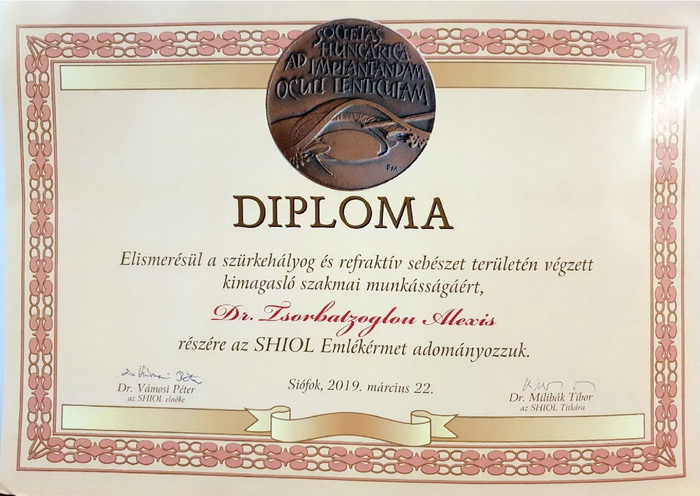 SOCIETAS
HUNGARICA
AD IMPLANTANDAM
OCULI LENTICULAM
FM
DIPLOMA
Elismerésül a szürkehályog és refraktív sebészet területén végzett
kimagasló szakmai munkásságáért,
Dr. Tsorbatzoglou Alexis
részére az SHIOL Emlékérmet adományozzuk.
Siófok, 2019. március 22.
Dr. Vámosi Péter
az SHIOL elnöke
Dr. Milibák Tibor
az SHIOL Titkára